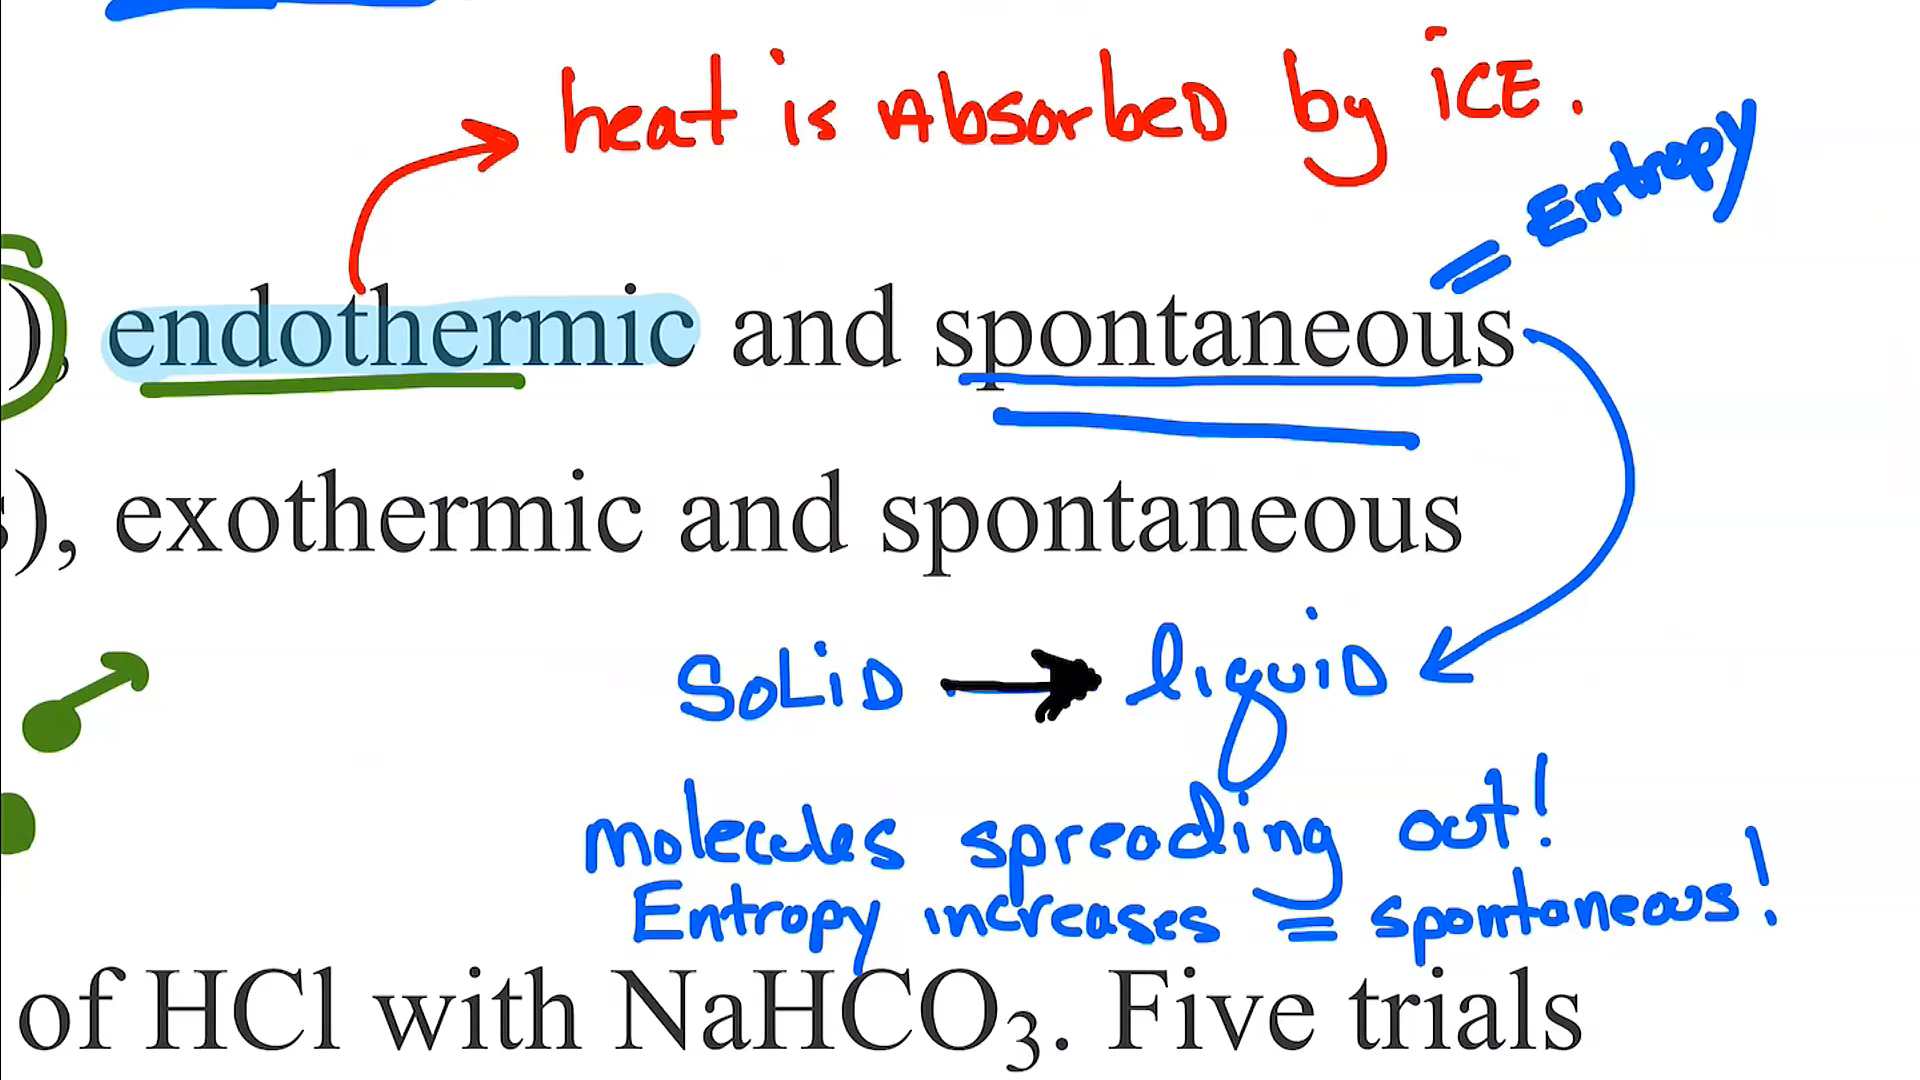 heat is Absorbed by ice.
= Entropy
), endothermic and spontaneous
s), exothermic and spontaneous
Solid → liquid
molecules spreading out!
Entropy increases = spontaneous!
of HCl with NaHCO₃. Five trials